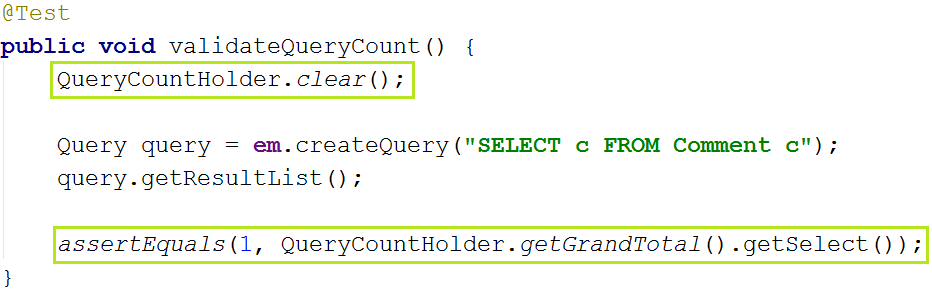 @Test
public void validateQueryCount() {
QueryCountHolder.clear();
Query query = em.createQuery("SELECT c FROM Comment c");
query.getResultList();
assertEquals(1, QueryCountHolder.getGrandTotal().getSelect());
}